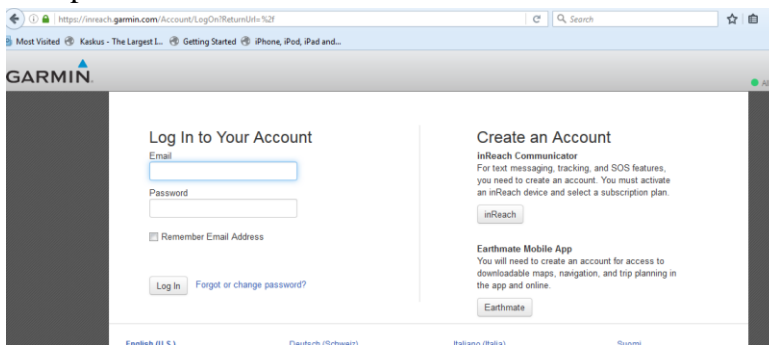 https://inreach.garmin.com/Account/LogOn?ReturnUrl=%2f
Search
Most Visited Kaskus - The Largest I... Getting Started iPhone, iPod, iPad and...
GARMIN
Log In to Your Account
Email
Password
Remember Email Address
Log In Forgot or change password?
Create an Account
inReach Communicator
For text messaging, tracking, and SOS features,
you need to create an account. You must activate
an inReach device and select a subscription plan.
inReach
Earthmate Mobile App
You will need to create an account for access to
downloadable maps, navigation, and trip planning in
the app and online.
Earthmate
English (U.S.) Deutsch (Schweiz) Italiano (Italia) Suomi